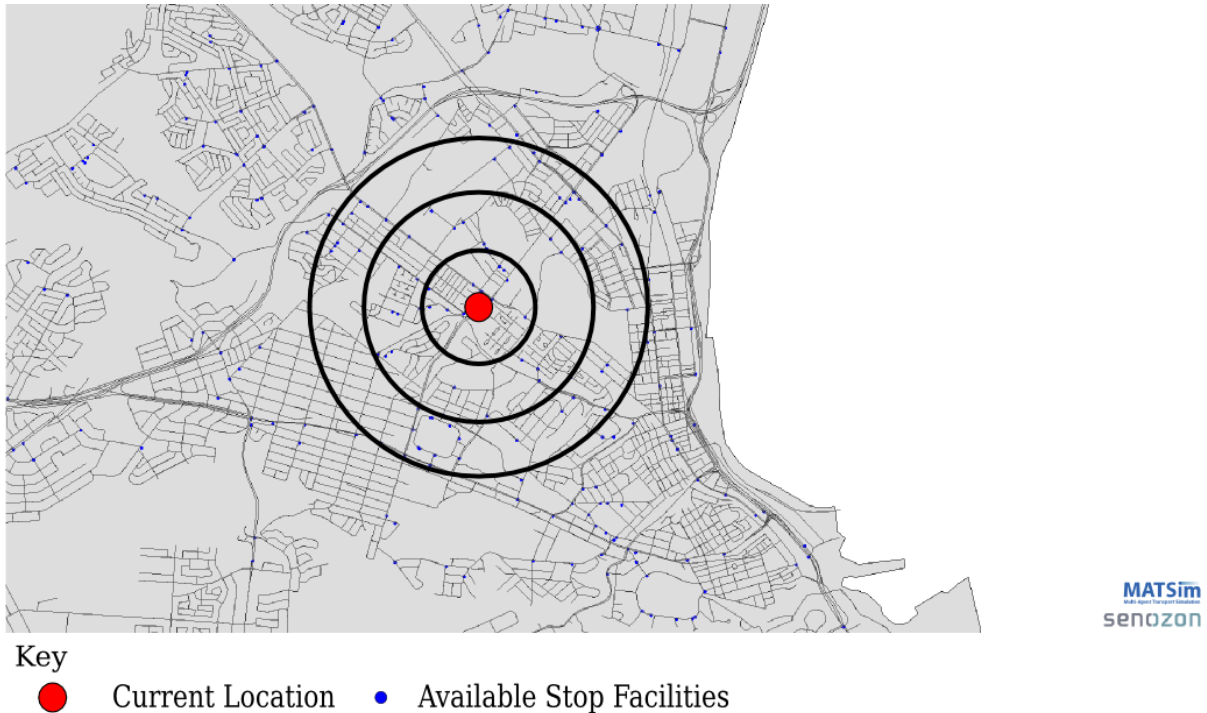 MATSim
Multi-Agent Transport Simulation
senozon
Key
Current Location
Available Stop Facilities